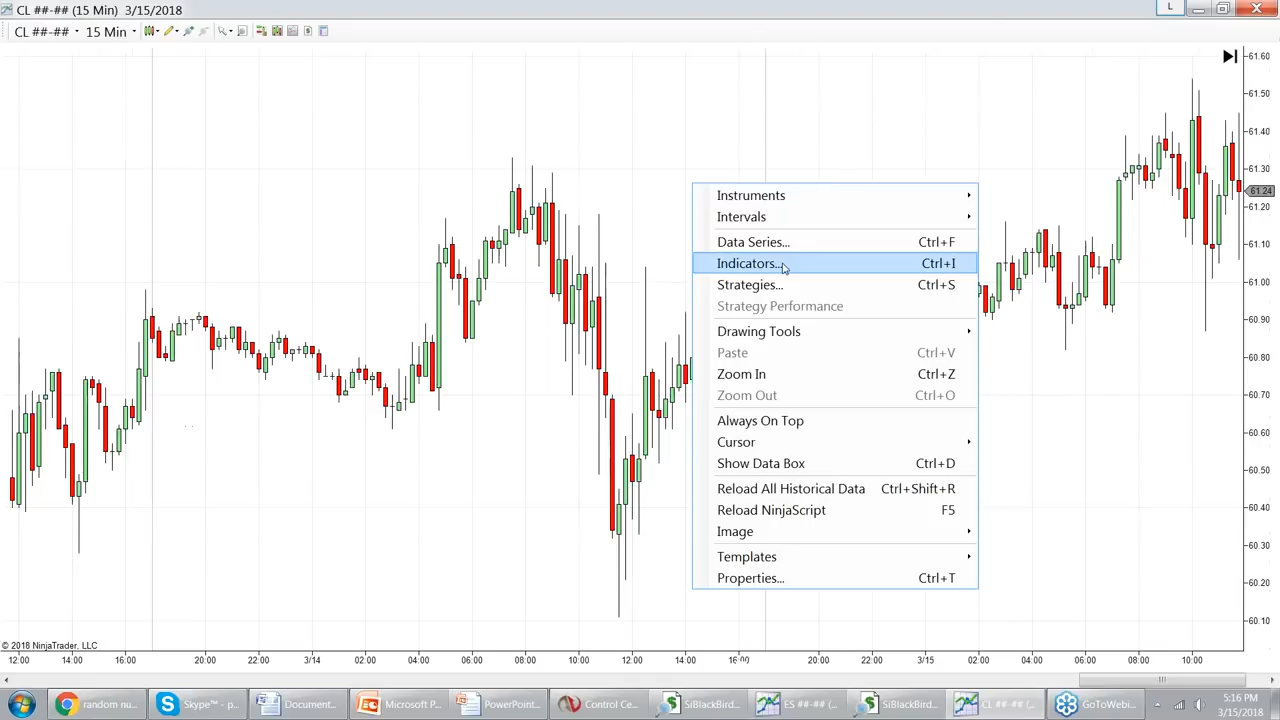 CL ##-## (15 Min)  3/15/2018
L
CL ##-## 15 Min
61.60
61.50
61.40
61.24
61.20
61.10
61.00
60.90
60.80
60.70
60.60
60.50
60.40
60.30
60.20
60.10
Instruments
Intervals
Data Series... Ctrl+F
Indicators... Ctrl+I
Strategies... Ctrl+S
Strategy Performance
Drawing Tools
Paste Ctrl+V
Zoom In Ctrl+Z
Zoom Out Ctrl+O
Always On Top
Cursor
Show Data Box Ctrl+D
Reload All Historical Data Ctrl+Shift+R
Reload NinjaScript F5
Image
Templates
Properties... Ctrl+T
© 2018 NinjaTrader, LLC
12:00 14:00 16:00 20:00 22:00 3/14 02:00 04:00 06:00 08:00 10:00 12:00 14:00 16:00 20:00 22:00 3/15 02:00 04:00 06:00 08:00 10:00
random nu... Skype™ - p... Document... Microsoft P... PowerPoint... Control Ce... SiBlackBird... ES ##-## (... SiBlackBird... CL ##-## (... GoToWebi...
5:16 PM
3/15/2018